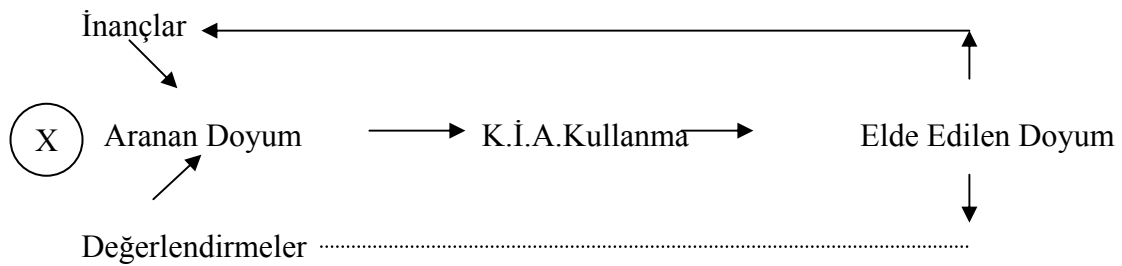 İnançlar
X Aranan Doyum K.İ.A.Kullanma Elde Edilen Doyum
Değerlendirmeler